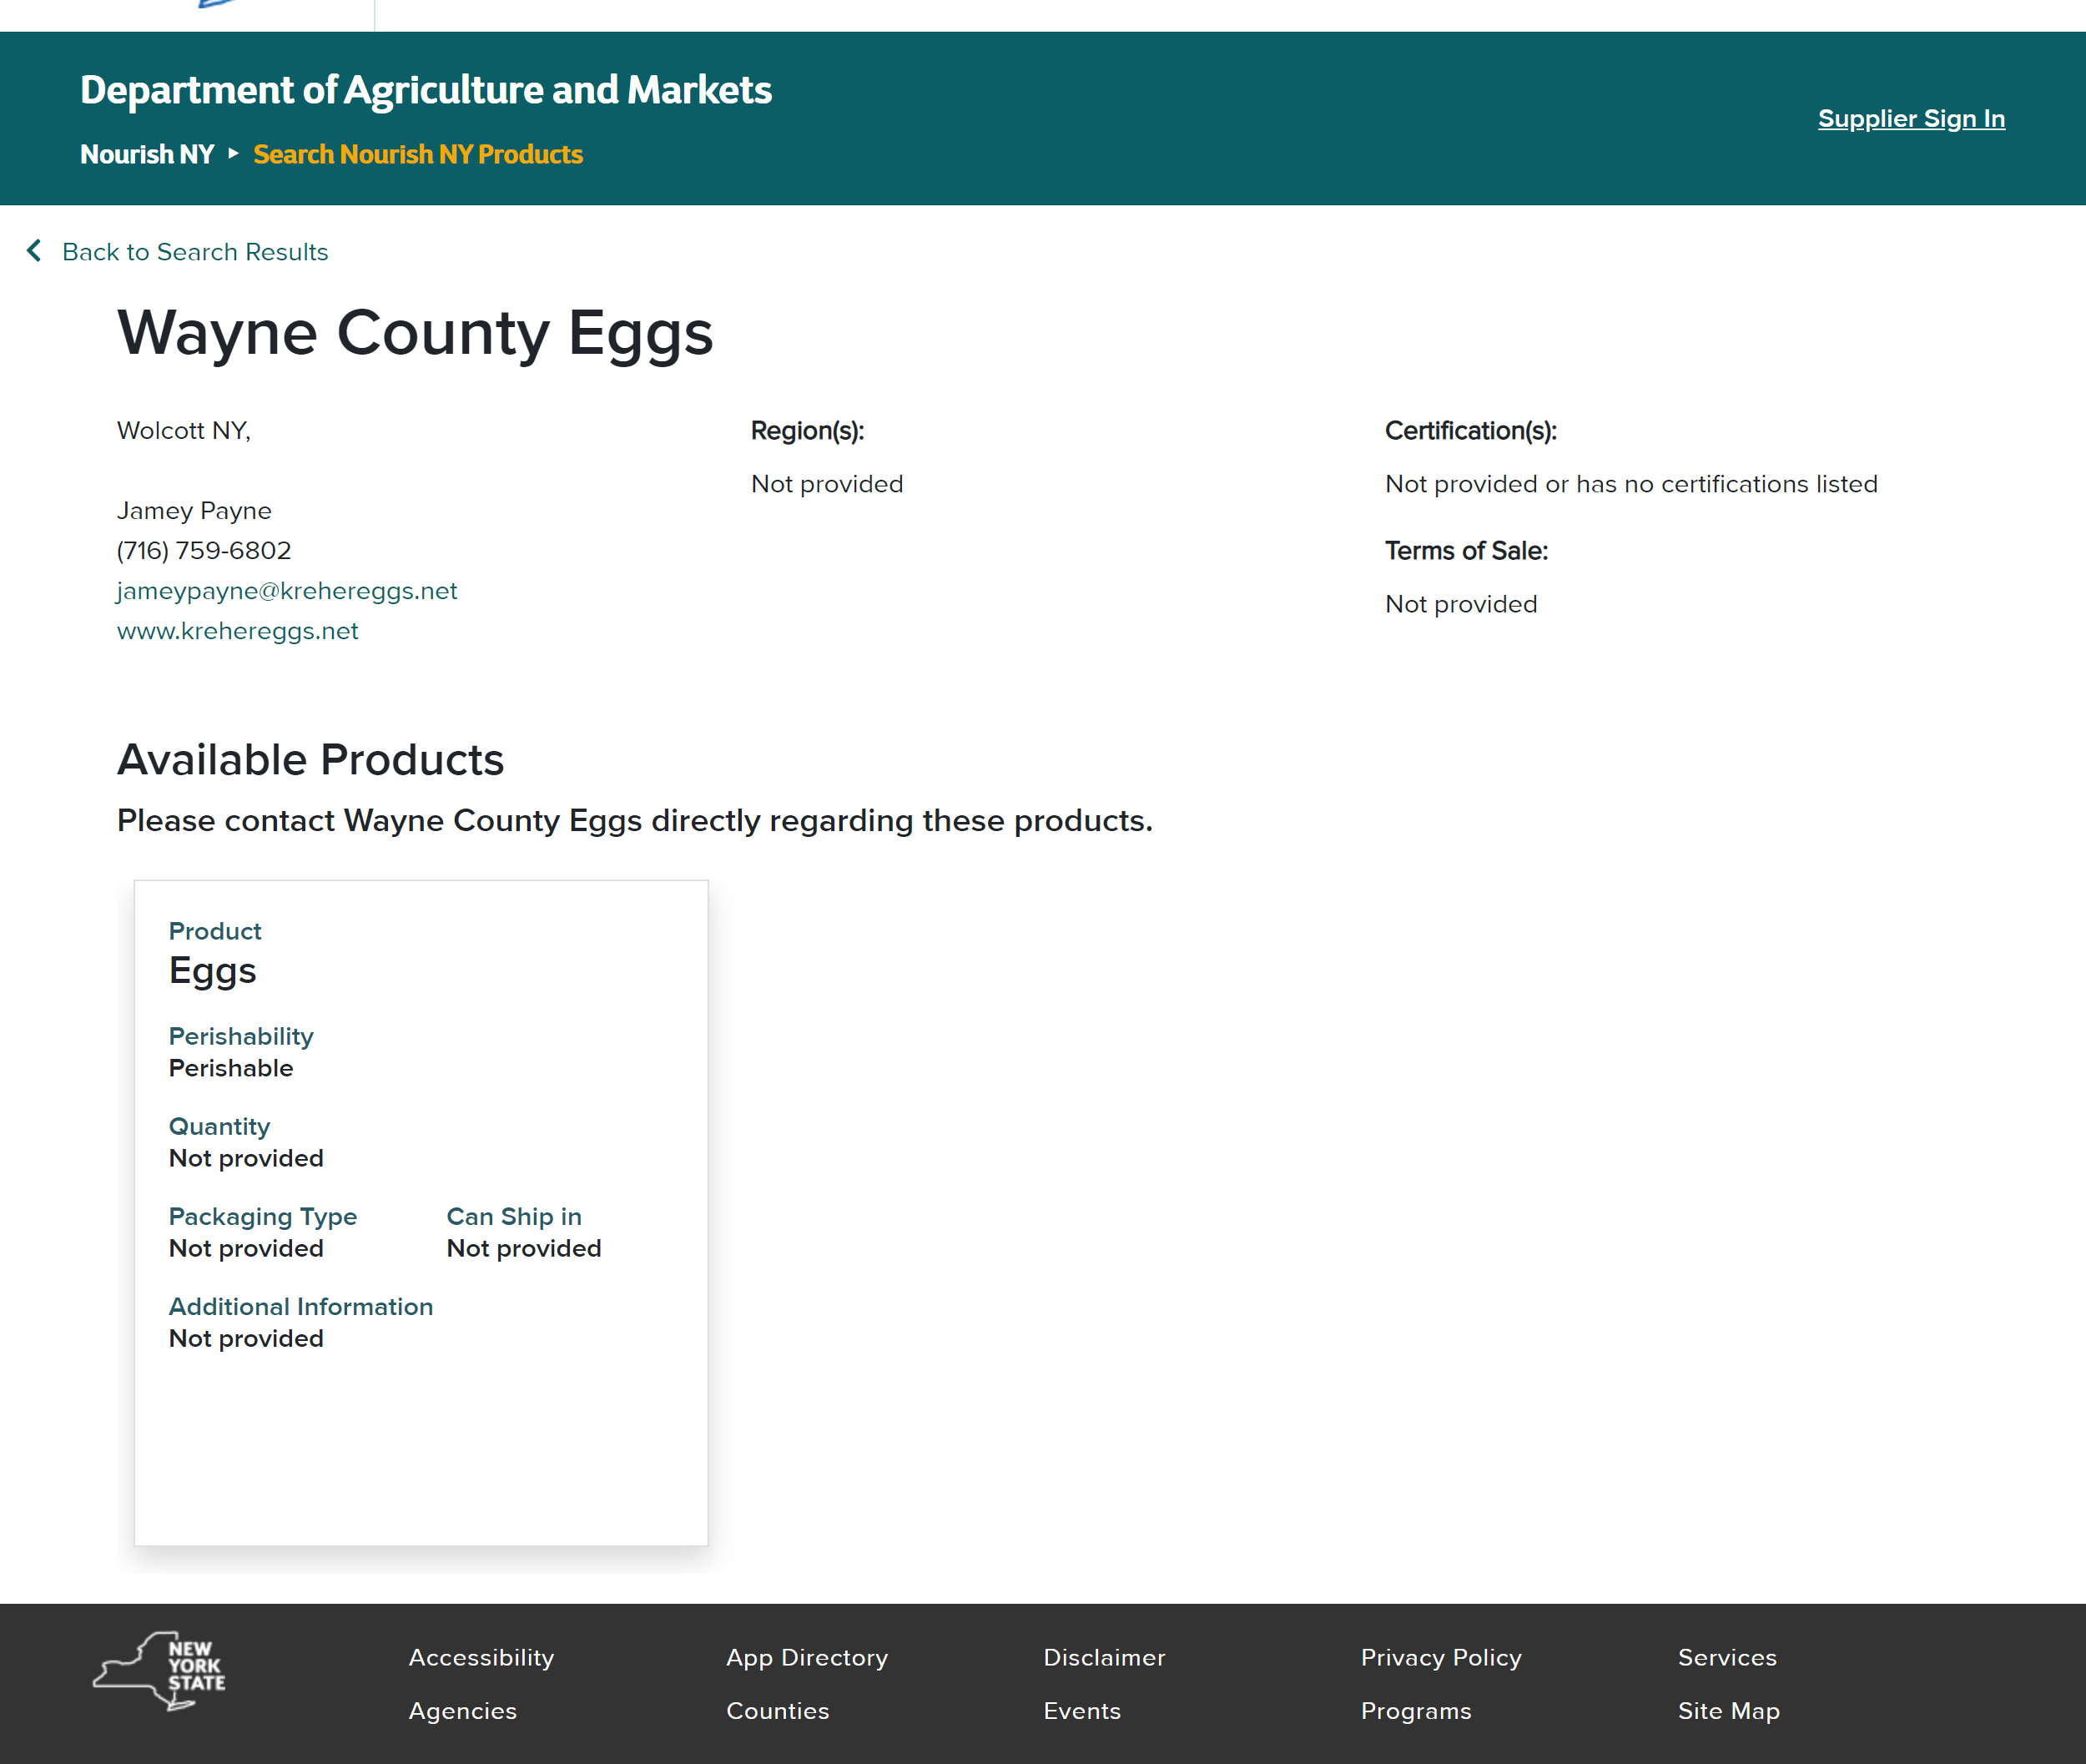 Department of Agriculture and Markets
Supplier Sign In
Nourish NY ▸ Search Nourish NY Products
Back to Search Results
Wayne County Eggs
Wolcott NY,
Jamey Payne
(716) 759-6802
jameypayne@krehereggs.net
www.krehereggs.net
Region(s):
Not provided
Certification(s):
Not provided or has no certifications listed
Terms of Sale:
Not provided
Available Products
Please contact Wayne County Eggs directly regarding these products.
Product
Eggs
Perishability
Perishable
Quantity
Not provided
Packaging Type
Not provided
Can Ship in
Not provided
Additional Information
Not provided
NEW
YORK
STATE
Accessibility
App Directory
Disclaimer
Privacy Policy
Services
Agencies
Counties
Events
Programs
Site Map